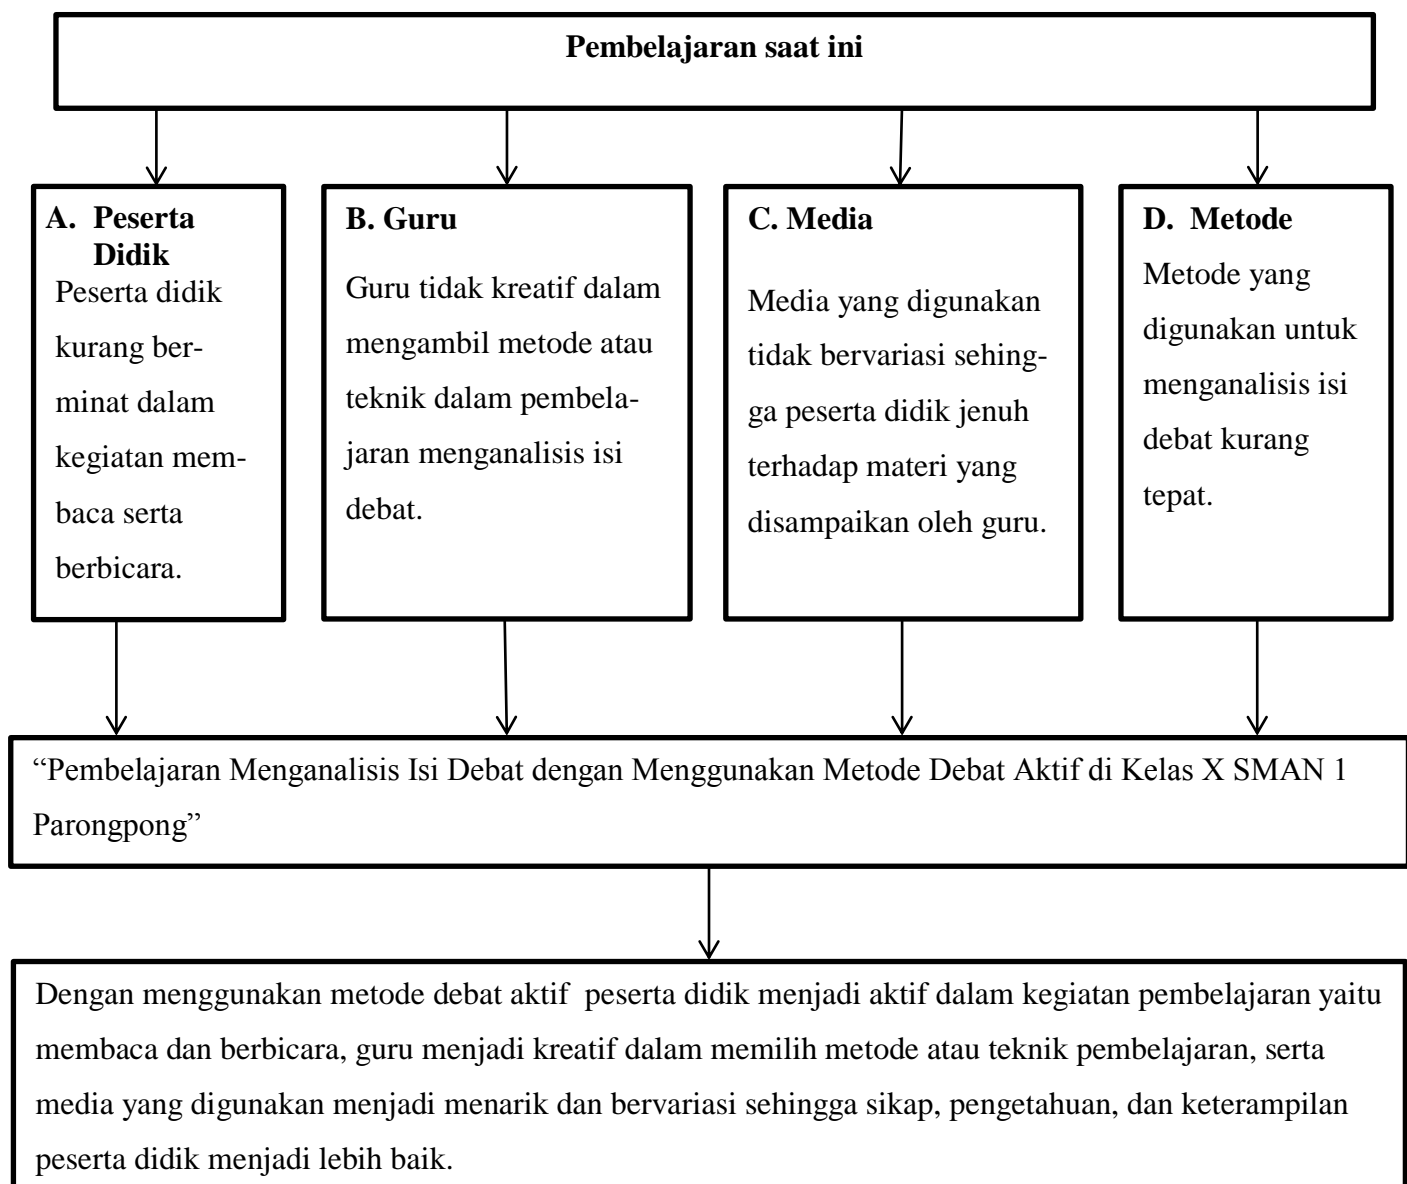 Pembelajaran saat ini
A. Peserta
Didik
Peserta didik
kurang ber-
minat dalam
kegiatan mem-
baca serta
berbicara.
B. Guru
Guru tidak kreatif dalam
mengambil metode atau
teknik dalam pembela-
jaran menganalisis isi
debat.
C. Media
Media yang digunakan
tidak bervariasi sehing-
ga peserta didik jenuh
terhadap materi yang
disampaikan oleh guru.
D. Metode
Metode yang
digunakan untuk
menganalisis isi
debat kurang
tepat.
“Pembelajaran Menganalisis Isi Debat dengan Menggunakan Metode Debat Aktif di Kelas X SMAN 1
Parongpong”
Dengan menggunakan metode debat aktif peserta didik menjadi aktif dalam kegiatan pembelajaran yaitu
membaca dan berbicara, guru menjadi kreatif dalam memilih metode atau teknik pembelajaran, serta
media yang digunakan menjadi menarik dan bervariasi sehingga sikap, pengetahuan, dan keterampilan
peserta didik menjadi lebih baik.